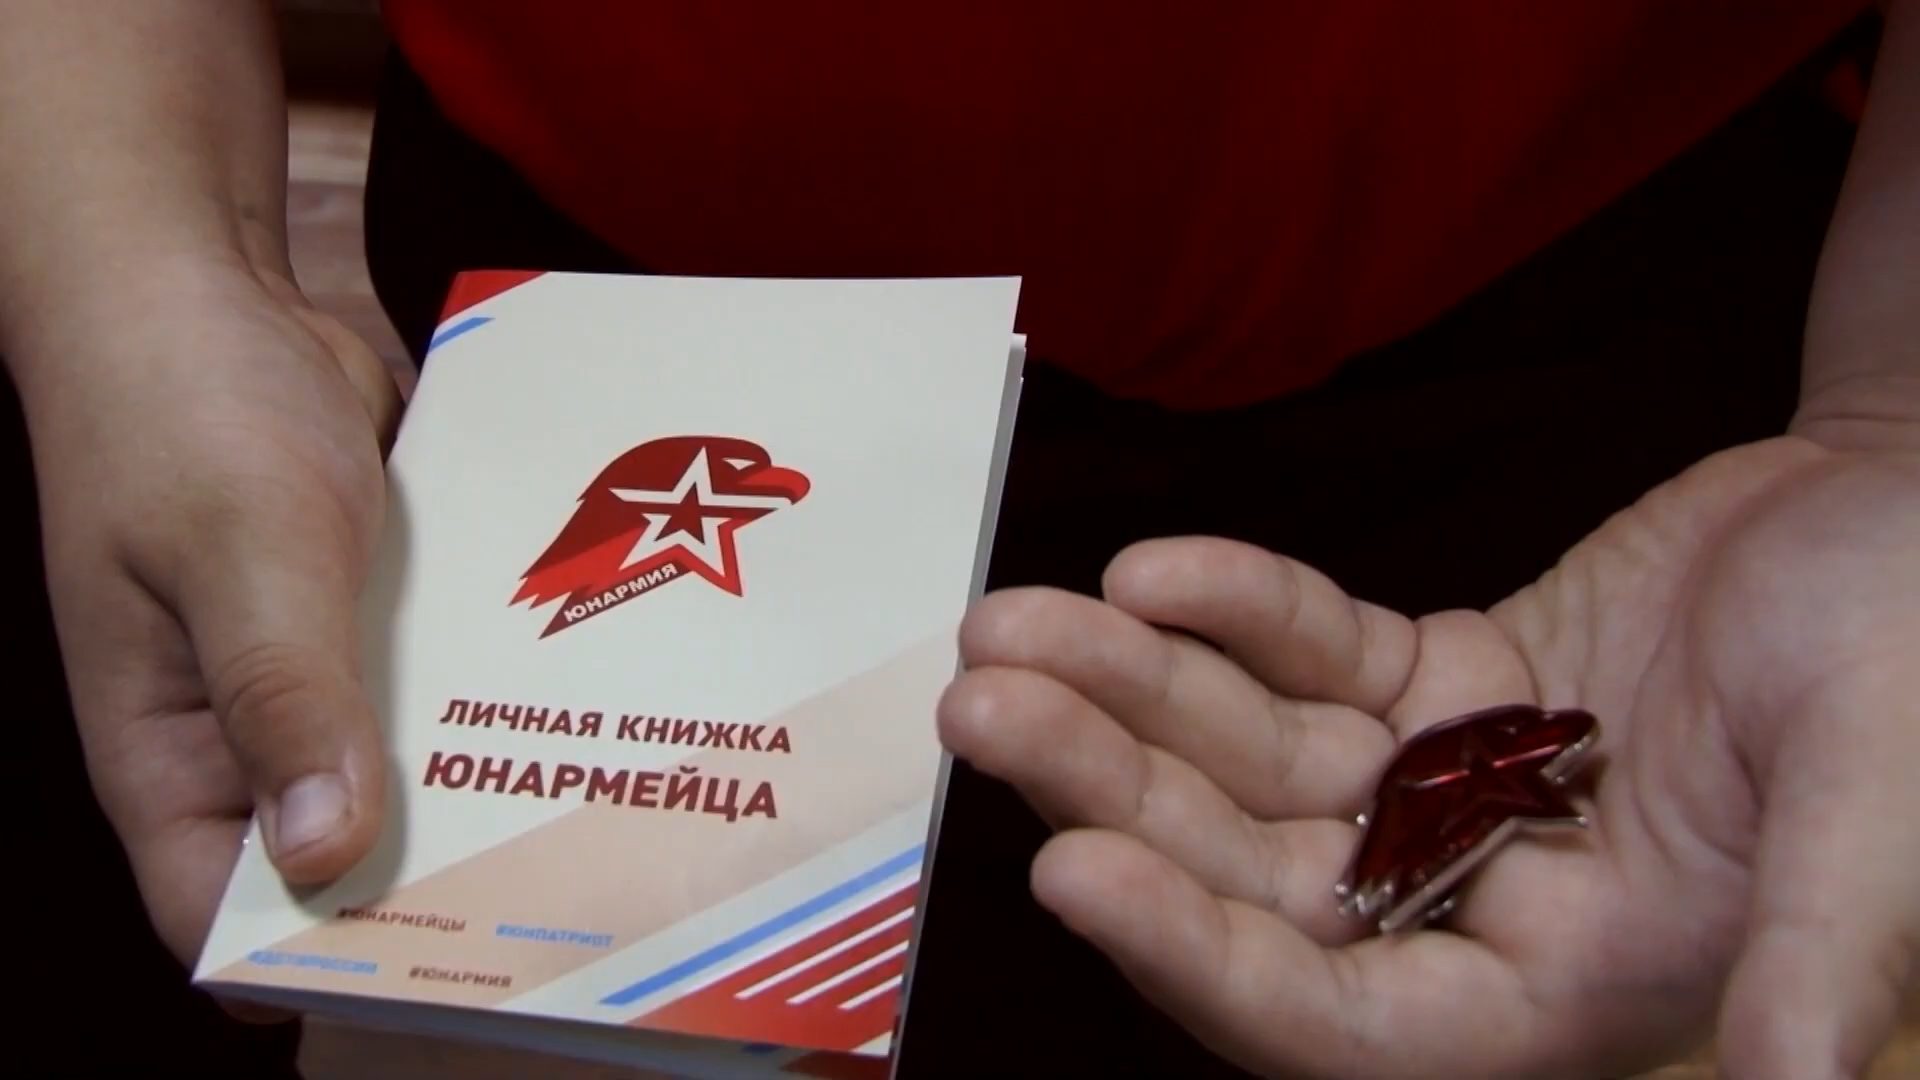 ЮНАРМИЯ
ЛИЧНАЯ КНИЖКА
ЮНАРМЕЙЦА
#ЮНАРМЕЙЦЫ #ЮНПАТРИОТ
#ДЕТИРОССИИ #ЮНАРМИЯ